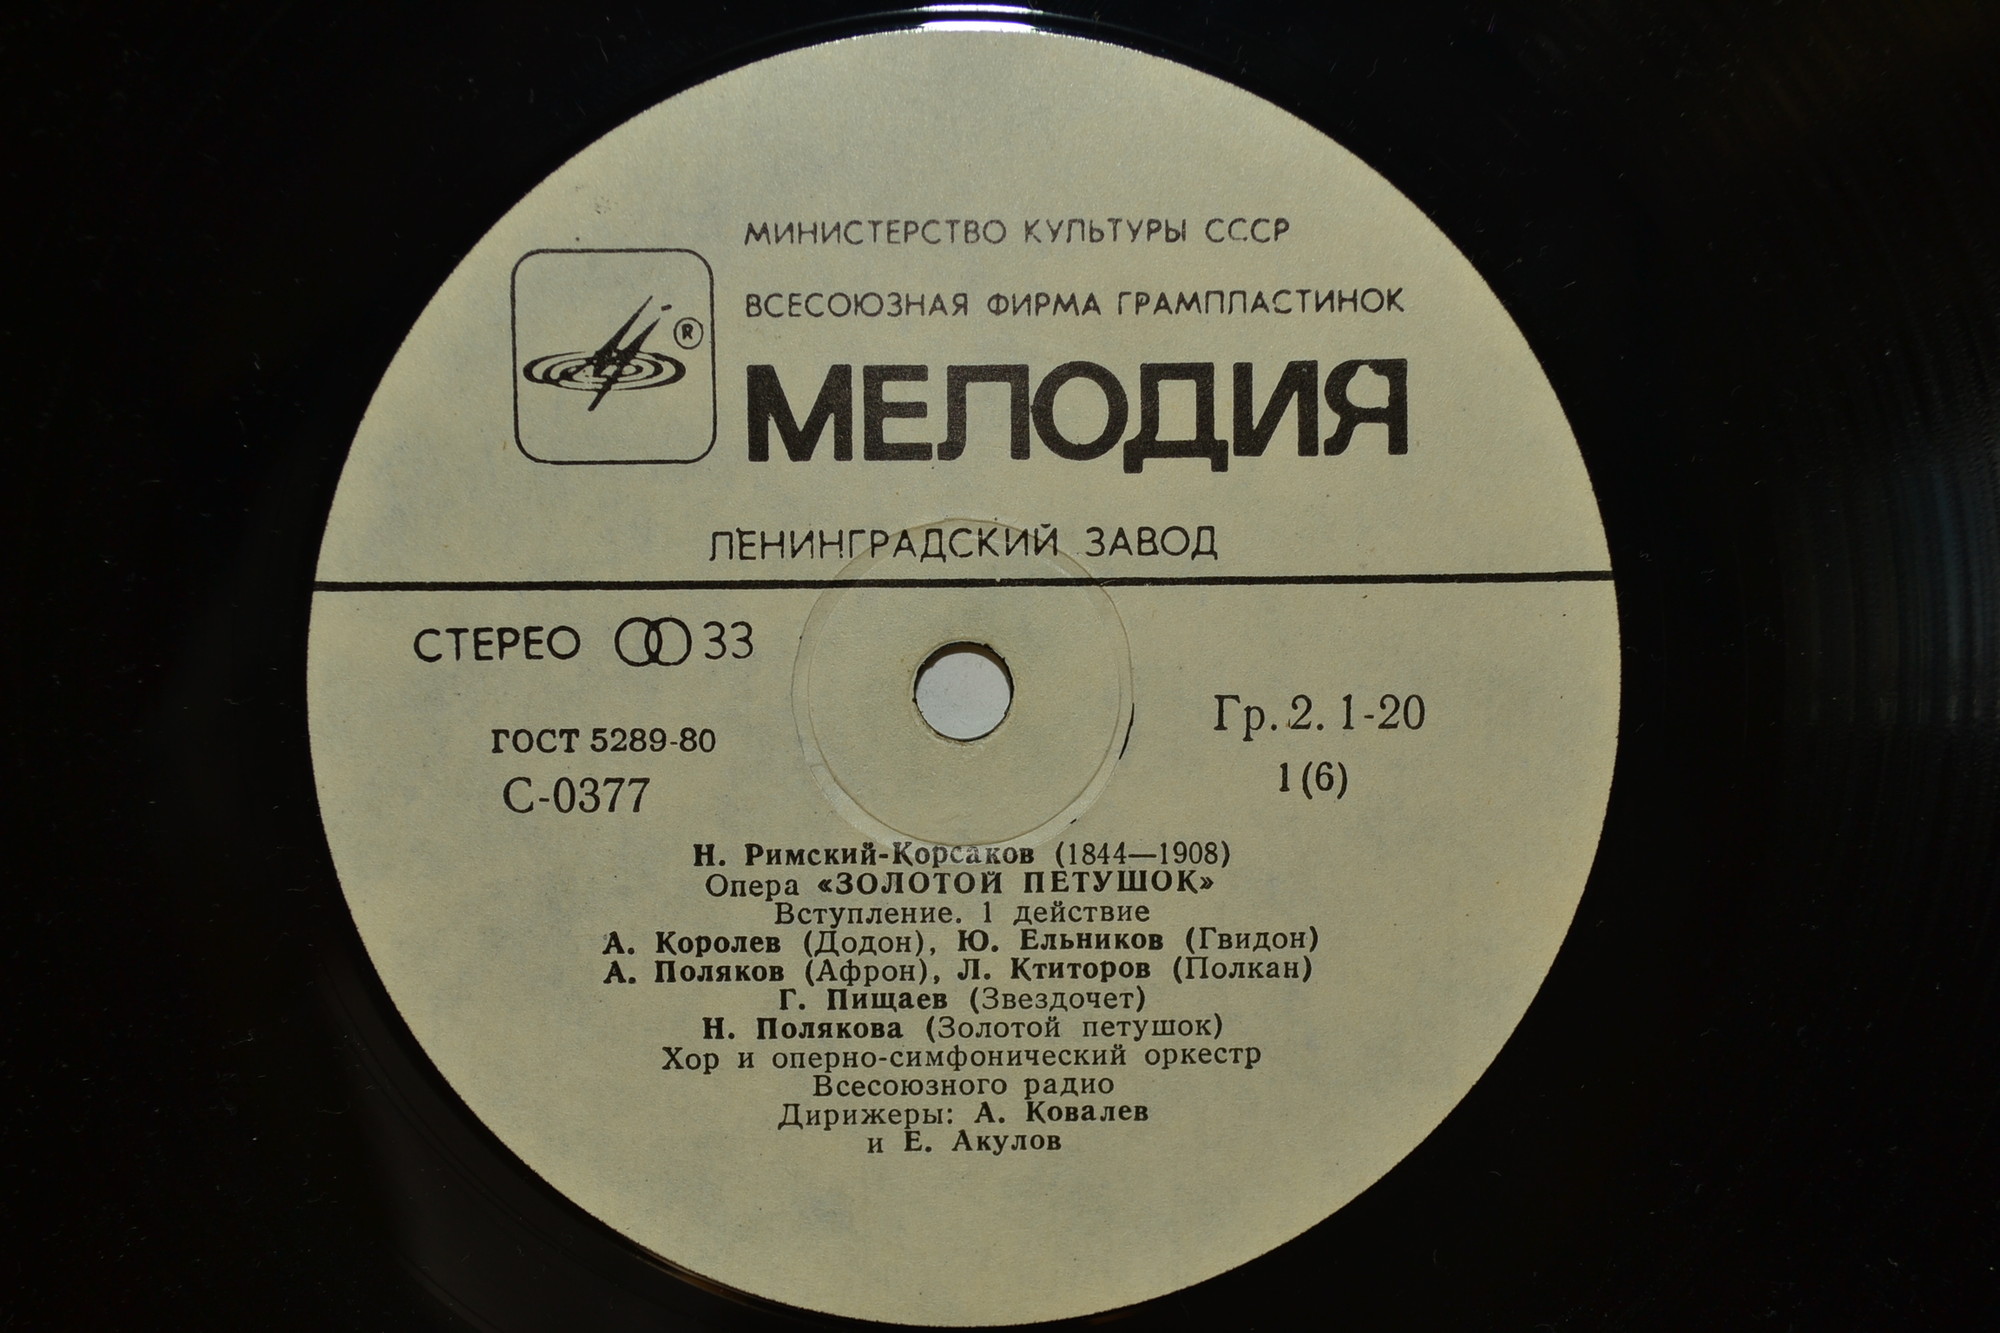 МИНИСТЕРСТВО КУЛЬТУРЫ СССР
ВСЕСОЮЗНАЯ ФИРМА ГРАМПЛАСТИНОК
®
МЕЛОДИЯ
ЛЕНИНГРАДСКИЙ ЗАВОД
СТЕРЕО 33
ГОСТ 5289-80
С-0377
Гр. 2. 1-20
1 (6)
Н. Римский-Корсаков (1844—1908)
Опера «ЗОЛОТОЙ ПЕТУШОК»
Вступление. 1 действие
А. Королев (Додон), Ю. Ельников (Гвидон)
А. Поляков (Афрон), Л. Ктиторов (Полкан)
Г. Пищаев (Звездочет)
Н. Полякова (Золотой петушок)
Хор и оперно-симфонический оркестр
Всесоюзного радио
Дирижеры: А. Ковалев
и Е. Акулов